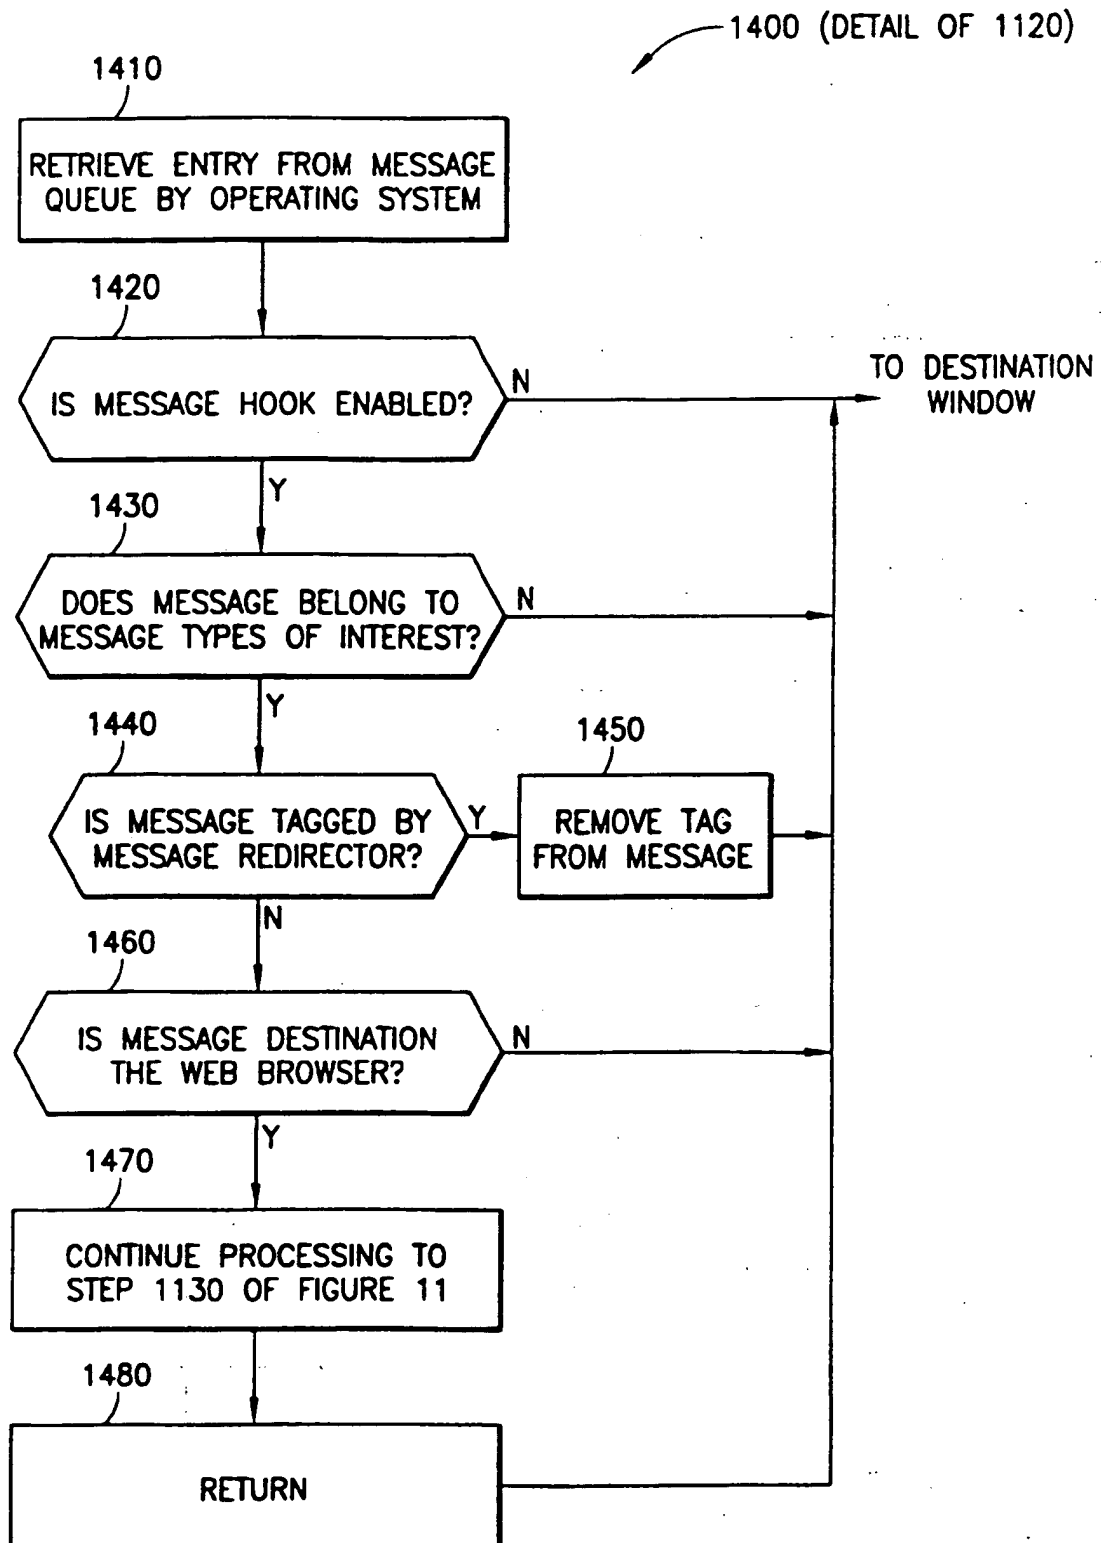 1400 (DETAIL OF 1120)
1410
RETRIEVE ENTRY FROM MESSAGE
QUEUE BY OPERATING SYSTEM
1420
IS MESSAGE HOOK ENABLED?
N
TO DESTINATION
WINDOW
Y
1430
DOES MESSAGE BELONG TO
MESSAGE TYPES OF INTEREST?
N
Y
1440
IS MESSAGE TAGGED BY
MESSAGE REDIRECTOR?
Y
1450
REMOVE TAG
FROM MESSAGE
N
1460
IS MESSAGE DESTINATION
THE WEB BROWSER?
N
Y
1470
CONTINUE PROCESSING TO
STEP 1130 OF FIGURE 11
1480
RETURN